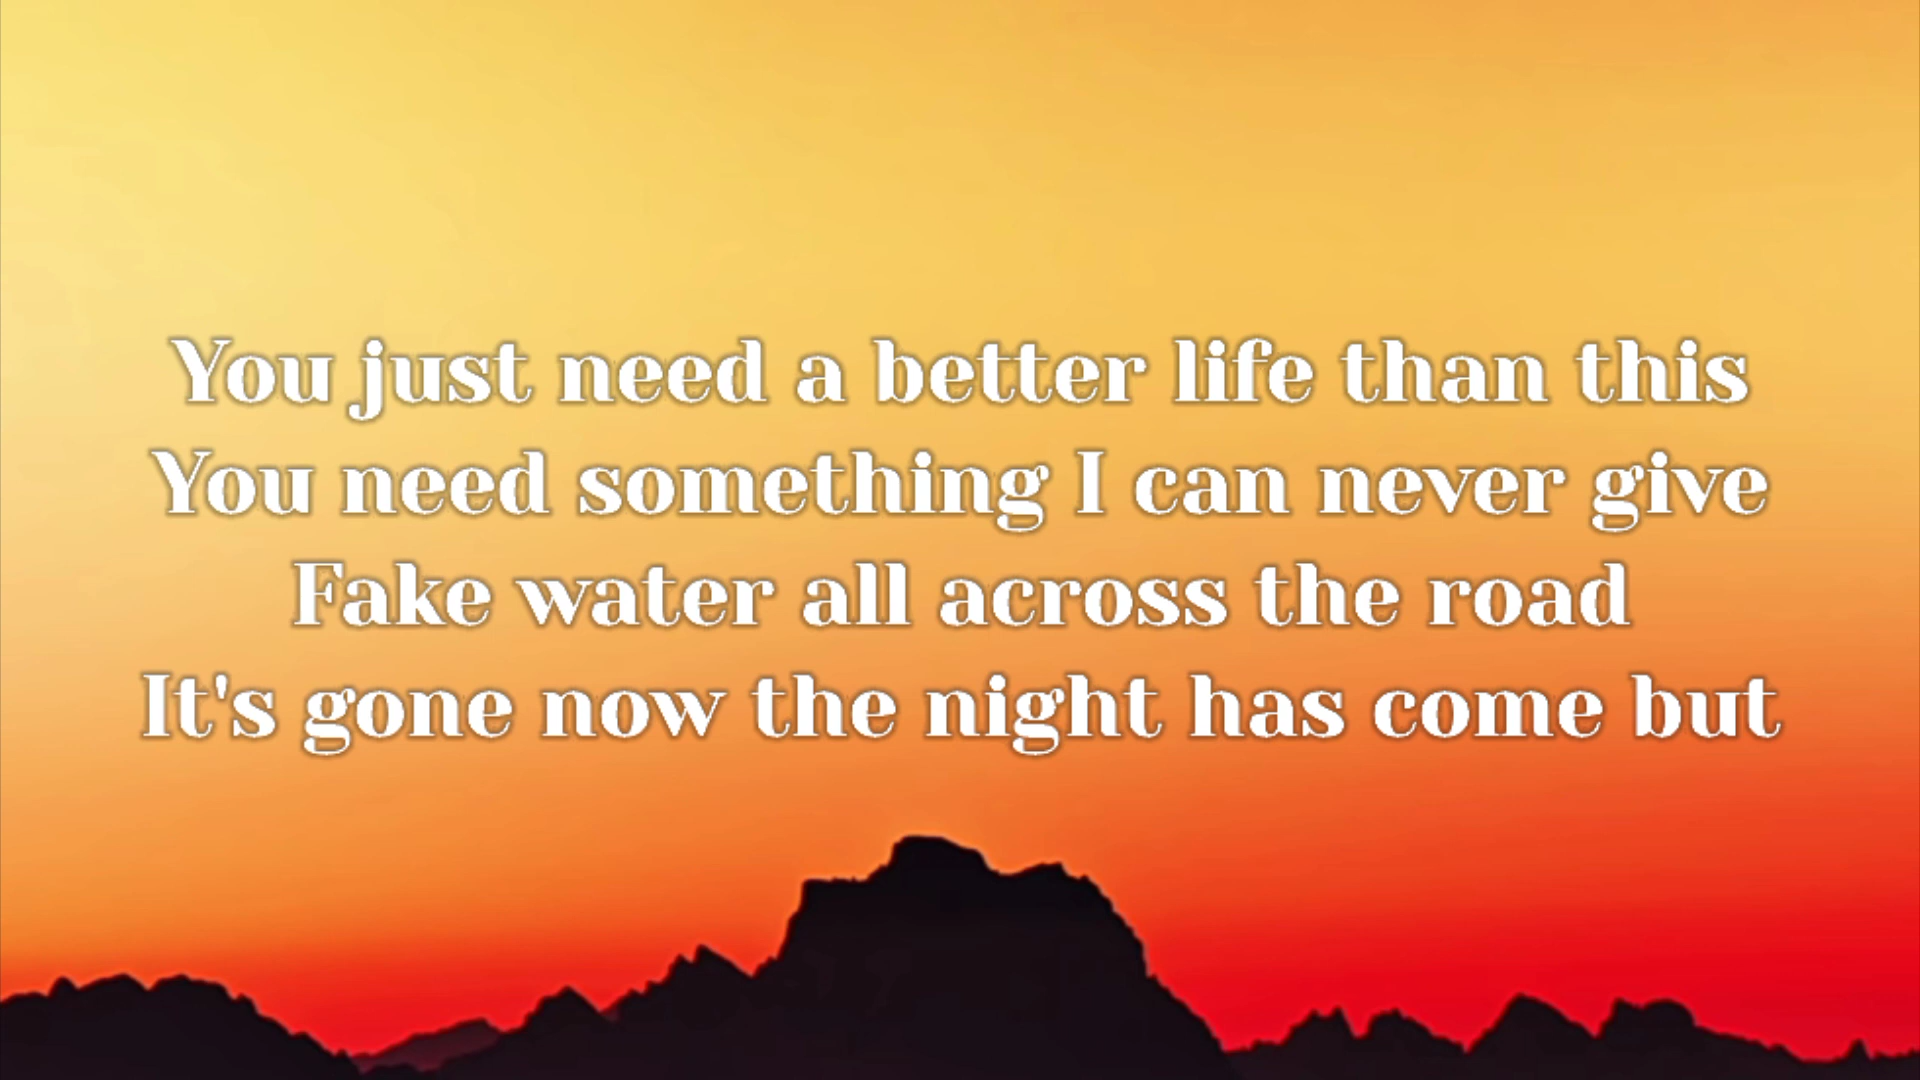 You just need a better life than this
You need something I can never give
Fake water all across the road
It's gone now the night has come but